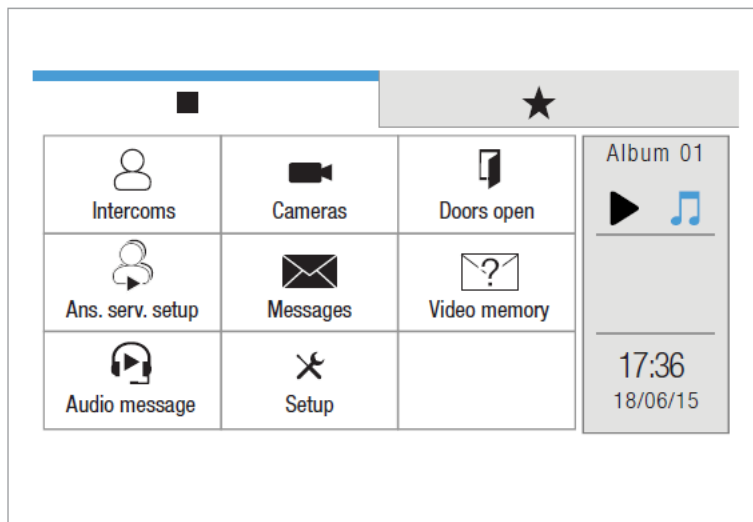 Album 01
Intercoms
Cameras
Doors open
Ans. serv. setup
Messages
?
Video memory
Audio message
Setup
17:36
18/06/15